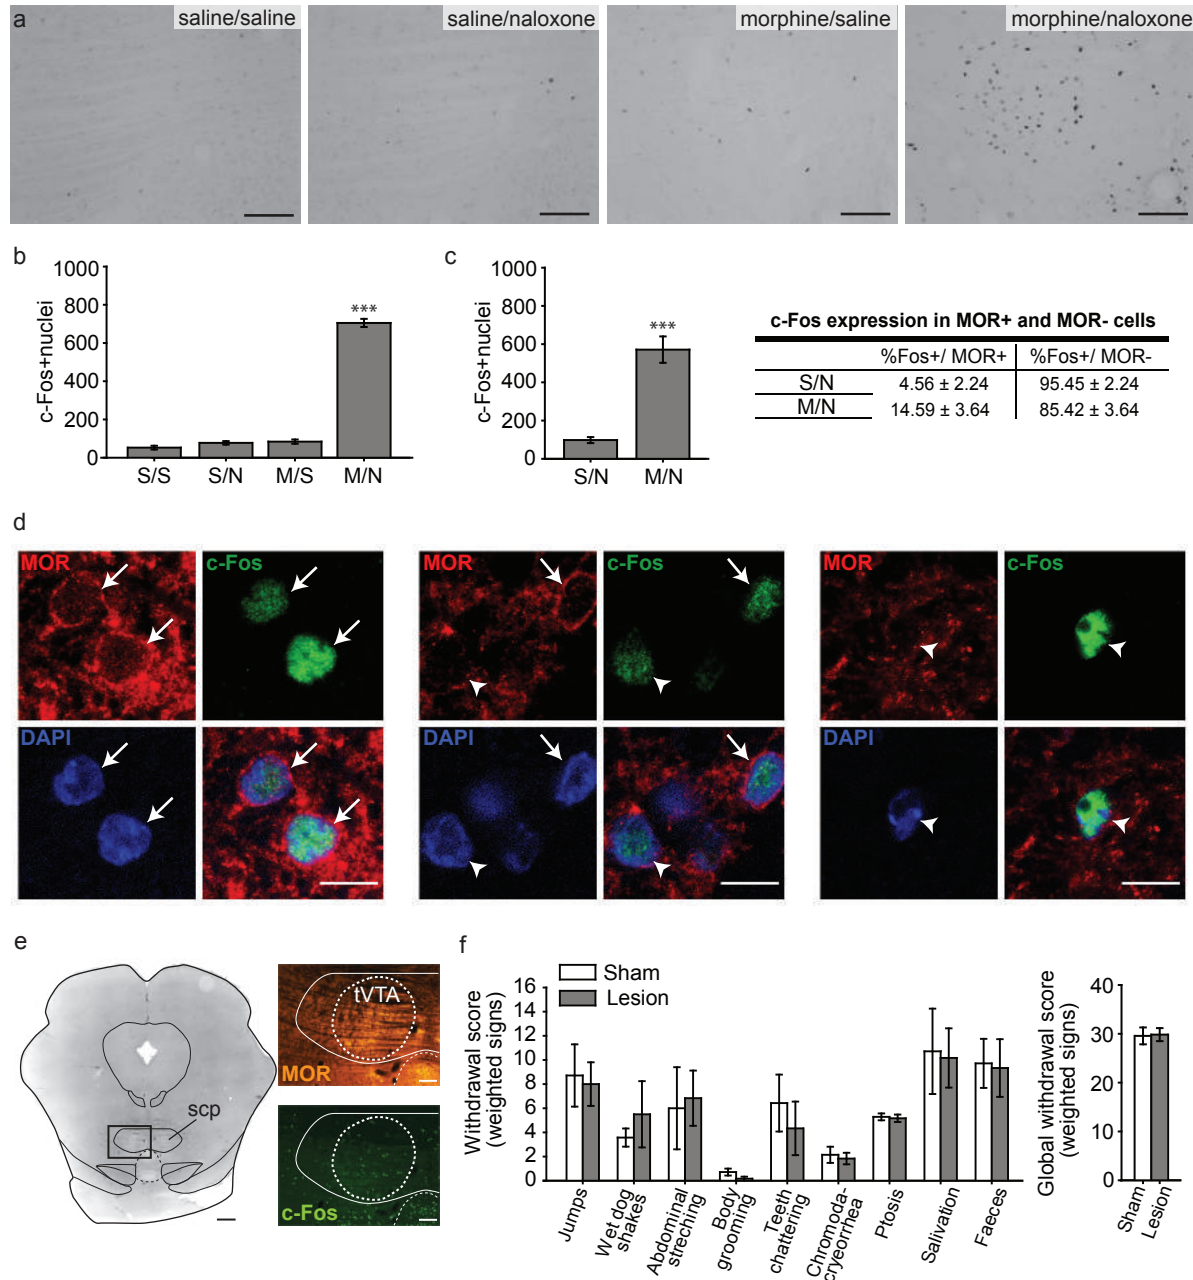 a
saline/saline
saline/naloxone
morphine/saline
morphine/naloxone
b
c-Fos+nuclei
1000
800
600
400
200
0
***
S/S
S/N
M/S
M/N
c
c-Fos+nuclei
1000
800
600
400
200
0
***
S/N
M/N
c-Fos expression in MOR+ and MOR- cells
%Fos+/ MOR+ %Fos+/ MOR-
S/N 4.56 ± 2.24 95.45 ± 2.24
M/N 14.59 ± 3.64 85.42 ± 3.64
d
MOR
c-Fos
DAPI
MOR
c-Fos
DAPI
MOR
c-Fos
DAPI
e
scp
tVTA
MOR
c-Fos
f
Sham
Lesion
Withdrawal score
(weighted signs)
16
14
12
10
8
6
4
2
0
Jumps
Wet dog
shakes
Abdominal
streching
Body
grooming
Teeth
chattering
Chromoda-
cryeorrhea
Ptosis
Salivation
Faeces
Global withdrawal score
(weighted signs)
40
30
20
10
0
Sham
Lesion